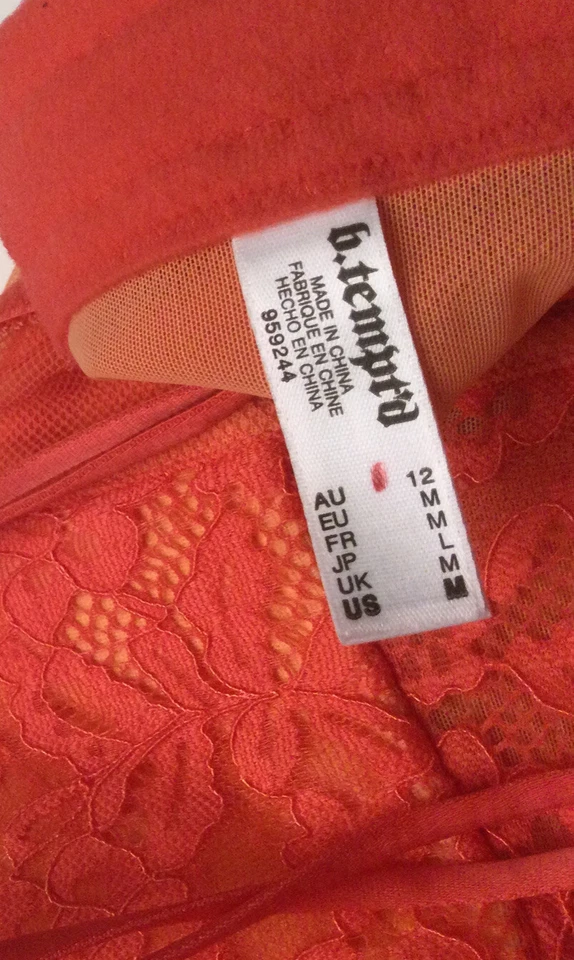 b.tempt'd
MADE IN CHINA
FABRIQUE EN CHINE
HECHO EN CHINA
959244
AU 12
EU M
FR M
JP L
UK M
US M